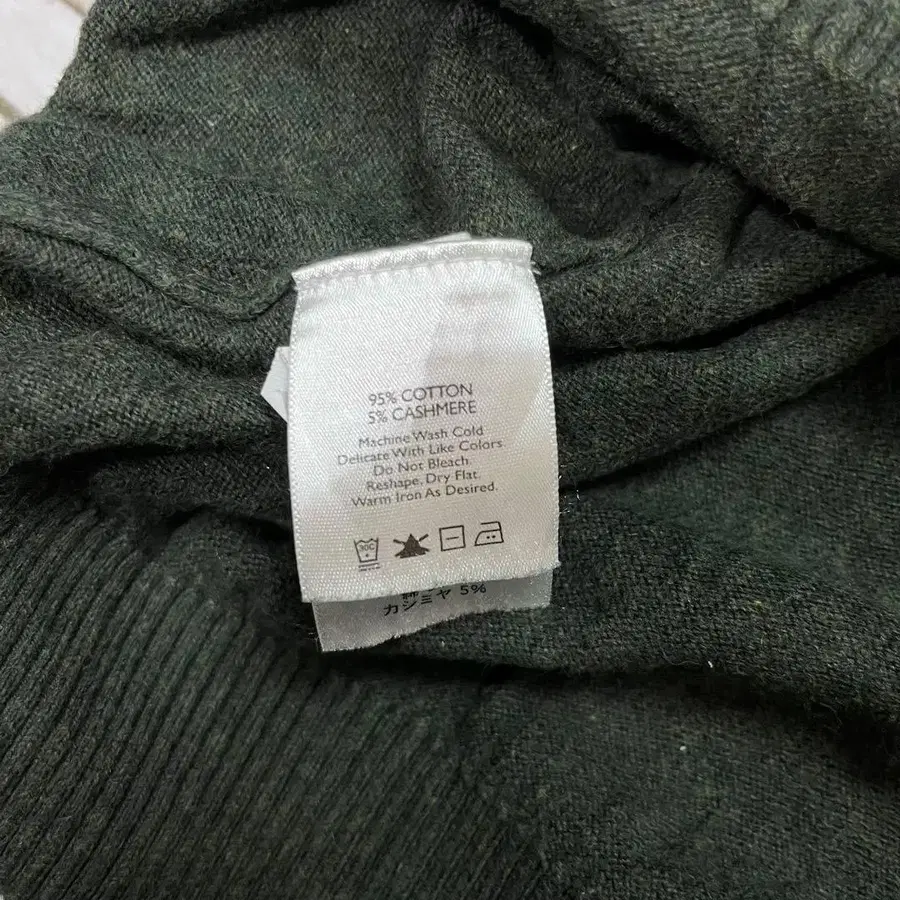 95% COTTON
5% CASHMERE
Machine Wash Cold
Delicate With Like Colors
Do Not Bleach.
Reshape, Dry Flat.
Warm Iron As Desired.
30C
カシミヤ 5%